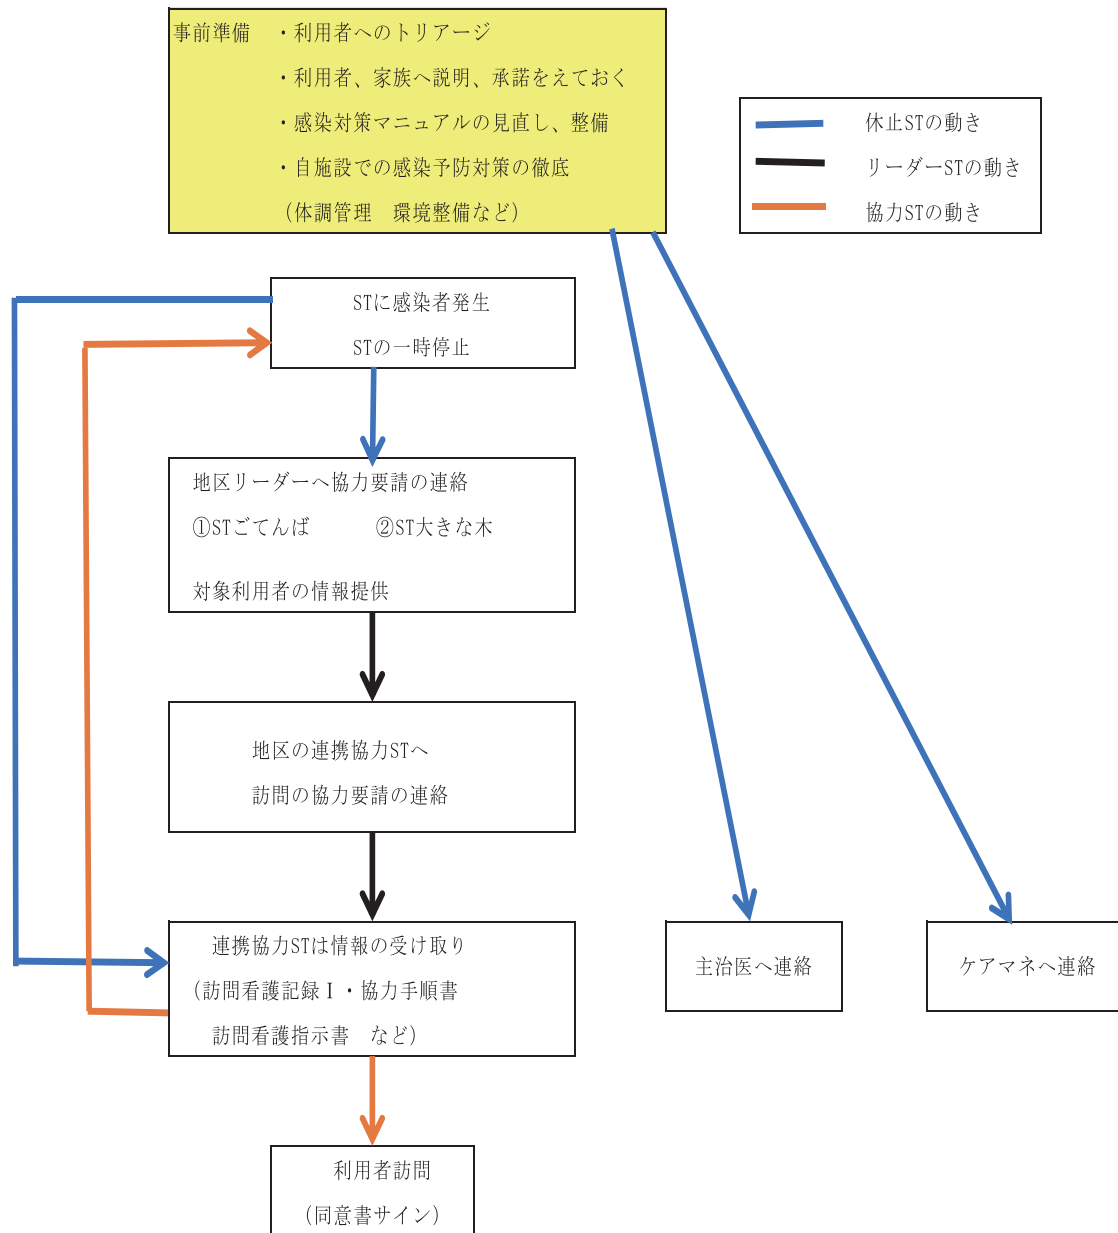 事前準備　・利用者へのトリアージ
・利用者、家族へ説明、承諾をえておく
・感染対策マニュアルの見直し、整備
・自施設での感染予防対策の徹底
（体調管理　環境整備など）
休止STの動き
リーダーSTの動き
協力STの動き
STに感染者発生
STの一時停止
地区リーダーへ協力要請の連絡
①STごてんば　　　②ST大きな木
対象利用者の情報提供
地区の連携協力STへ
訪問の協力要請の連絡
連携協力STは情報の受け取り
（訪問看護記録Ⅰ・協力手順書
訪問看護指示書　など）
主治医へ連絡
ケアマネへ連絡
利用者訪問
（同意書サイン）